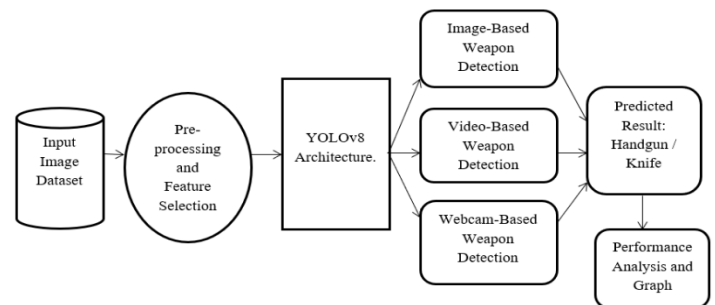 Input
Image
Dataset
Pre-
processing
and
Feature
Selection
YOLOv8
Architecture.
Image-Based
Weapon
Detection
Video-Based
Weapon
Detection
Webcam-Based
Weapon
Detection
Predicted
Result:
Handgun /
Knife
Performance
Analysis and
Graph